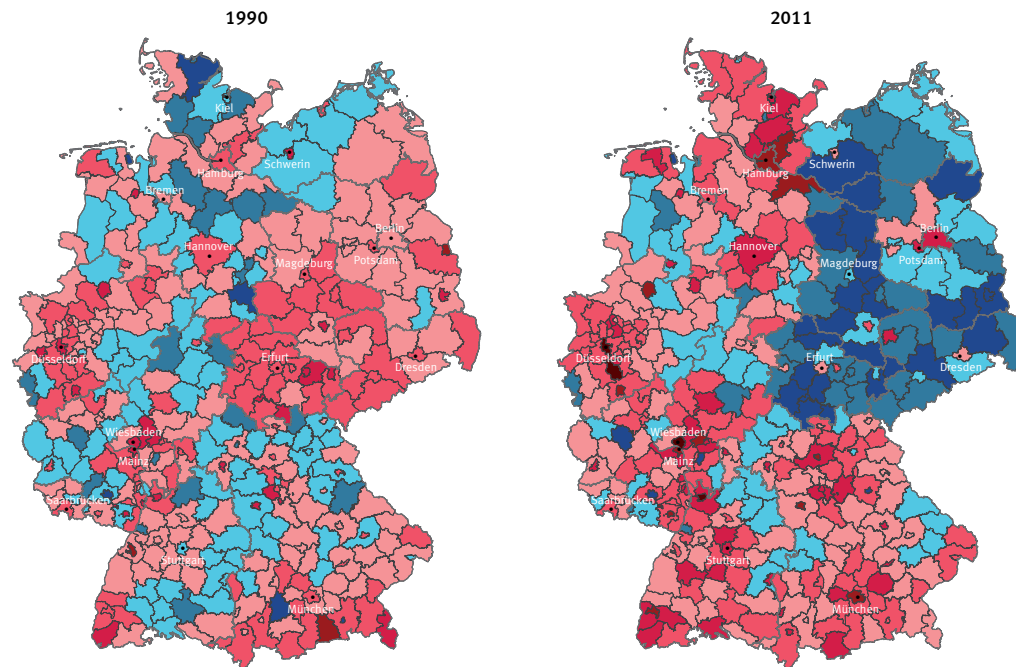 1990
Kiel
Schwerin
Hamburg
Bremen
Berlin
Hannover
Potsdam
Magdeburg
Düsseldorf
Erfurt
Dresden
Wiesbaden
Mainz
Saarbrücken
Stuttgart
München
2011
Kiel
Schwerin
Hamburg
Bremen
Berlin
Hannover
Potsdam
Magdeburg
Düsseldorf
Erfurt
Dresden
Wiesbaden
Mainz
Saarbrücken
Stuttgart
München